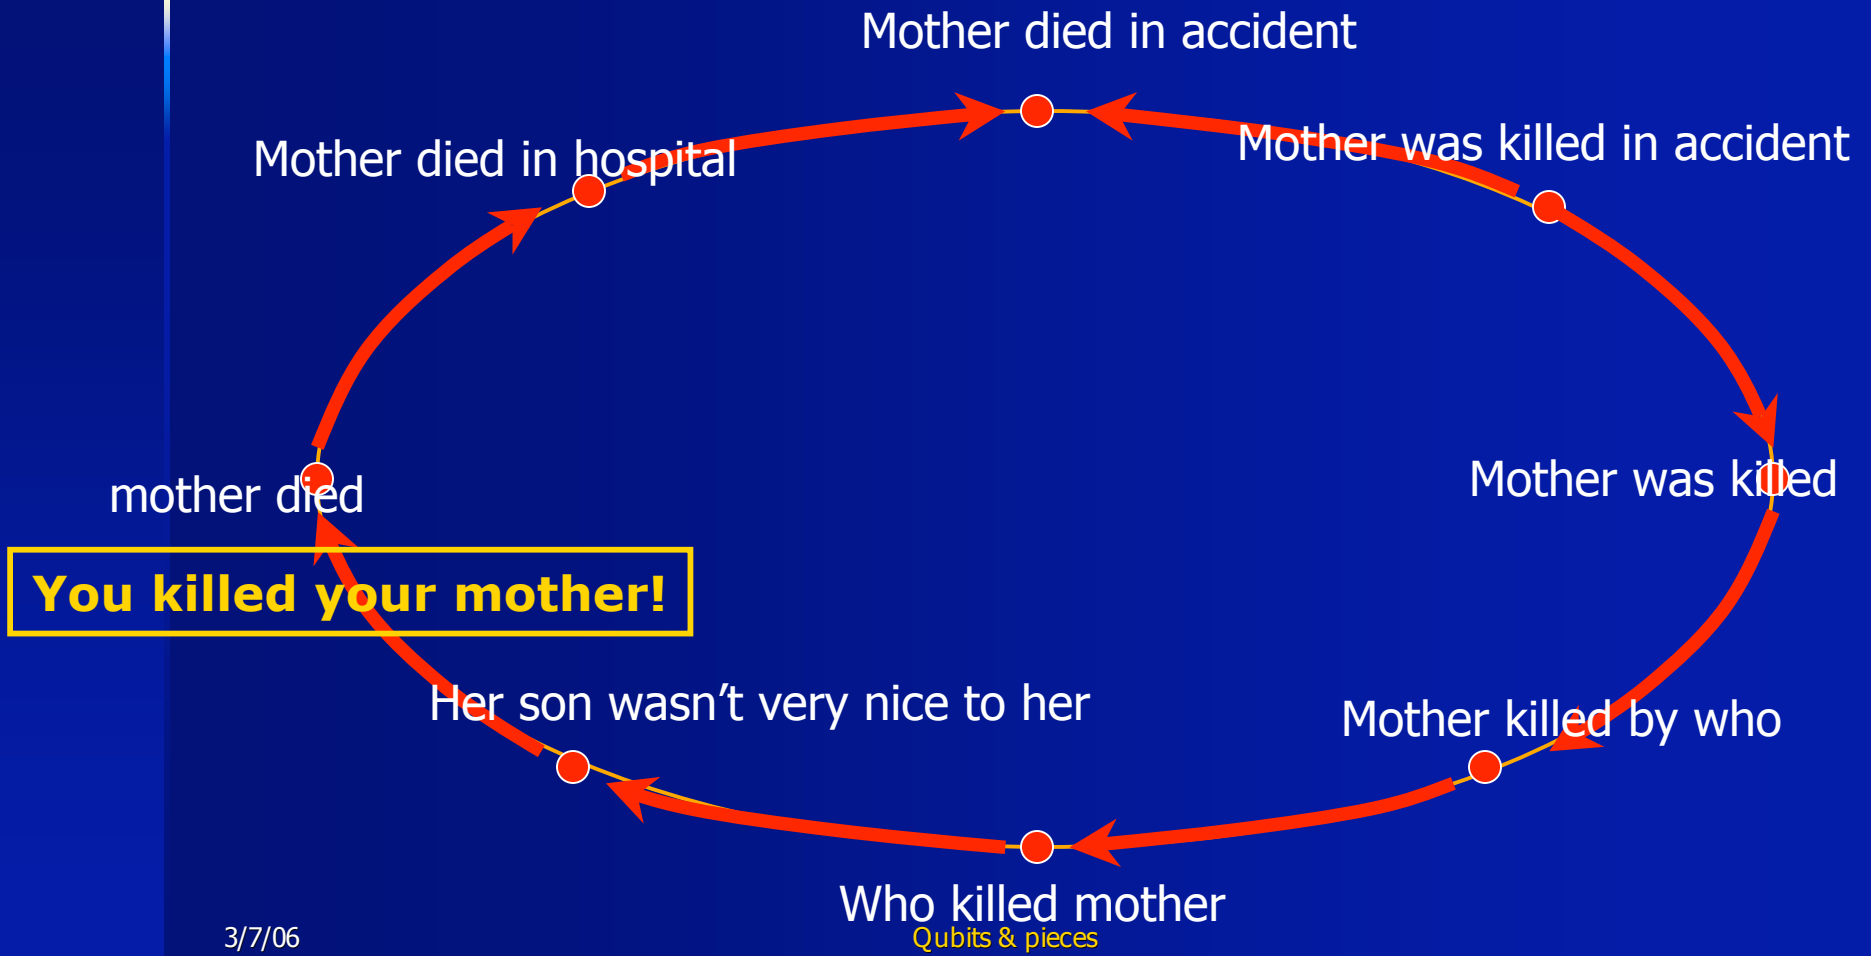 Mother died in accident
Mother was killed in accident
Mother died in hospital
Mother was killed
mother died
You killed your mother!
Her son wasn’t very nice to her
Mother killed by who
Who killed mother
3/7/06
Qubits & pieces